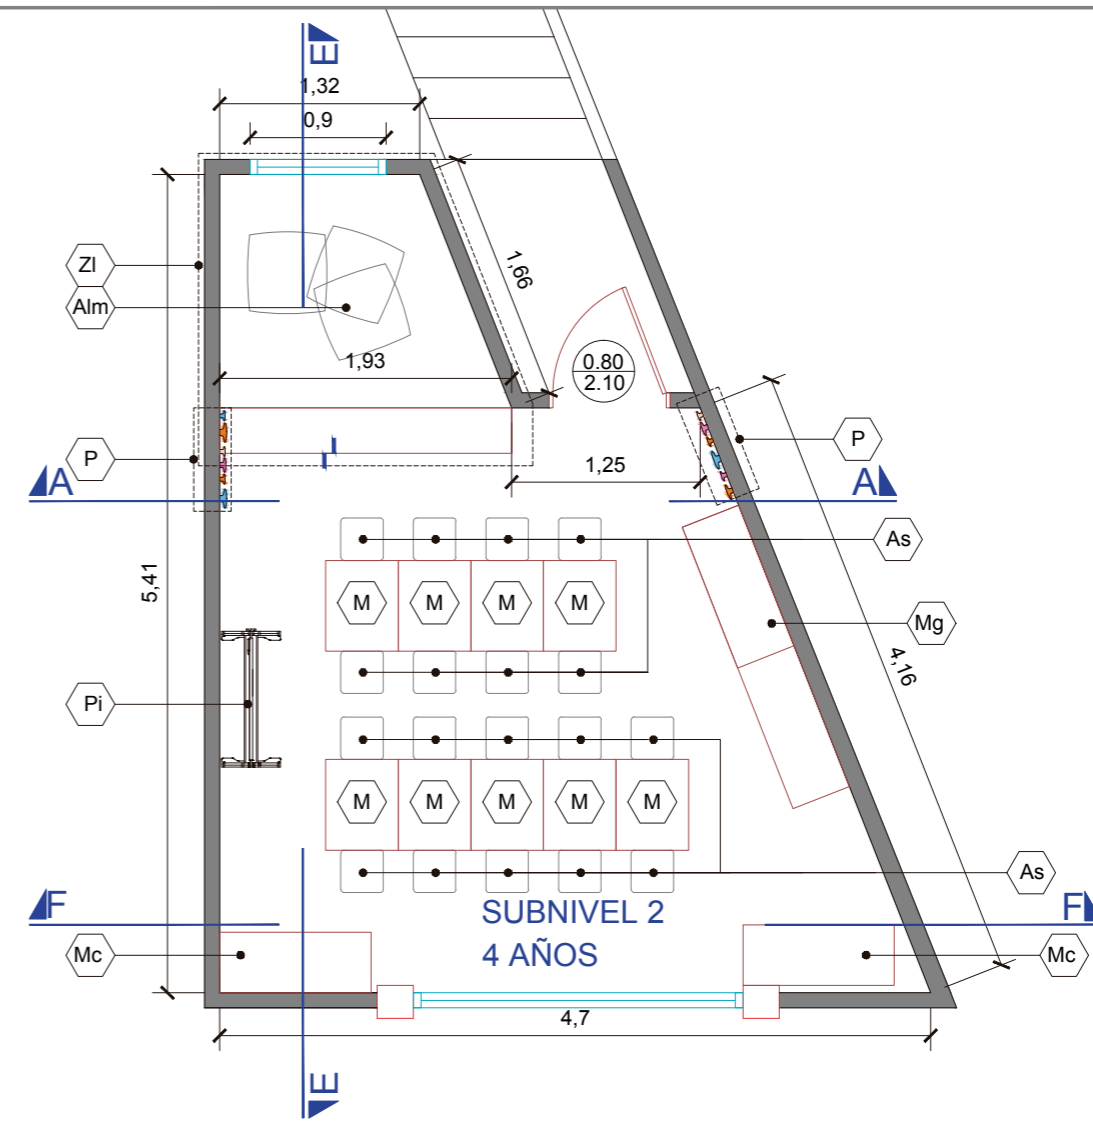 E
1,32
0,9
ZI
Alm
1,66
1,93
0.80
2.10
P
P
A
A
1,25
As
5,41
M M M M
Mg
4,16
Pi
M M M M M
As
SUBNIVEL 2
4 AÑOS
F
F
Mc
Mc
4,7
E